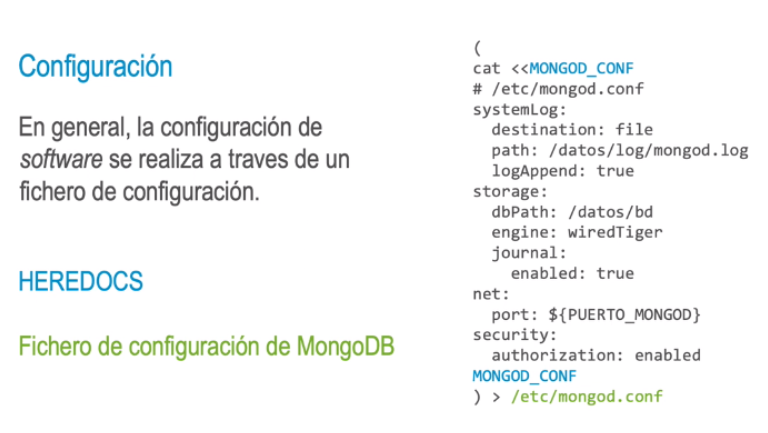 Configuración
En general, la configuración de
software se realiza a traves de un
fichero de configuración.
HEREDOCS
Fichero de configuración de MongoDB
(
cat <<MONGOD_CONF
# /etc/mongod.conf
systemLog:
  destination: file
  path: /datos/log/mongod.log
  logAppend: true
storage:
  dbPath: /datos/bd
  engine: wiredTiger
  journal:
    enabled: true
net:
  port: ${PUERTO_MONGOD}
security:
  authorization: enabled
MONGOD_CONF
) > /etc/mongod.conf